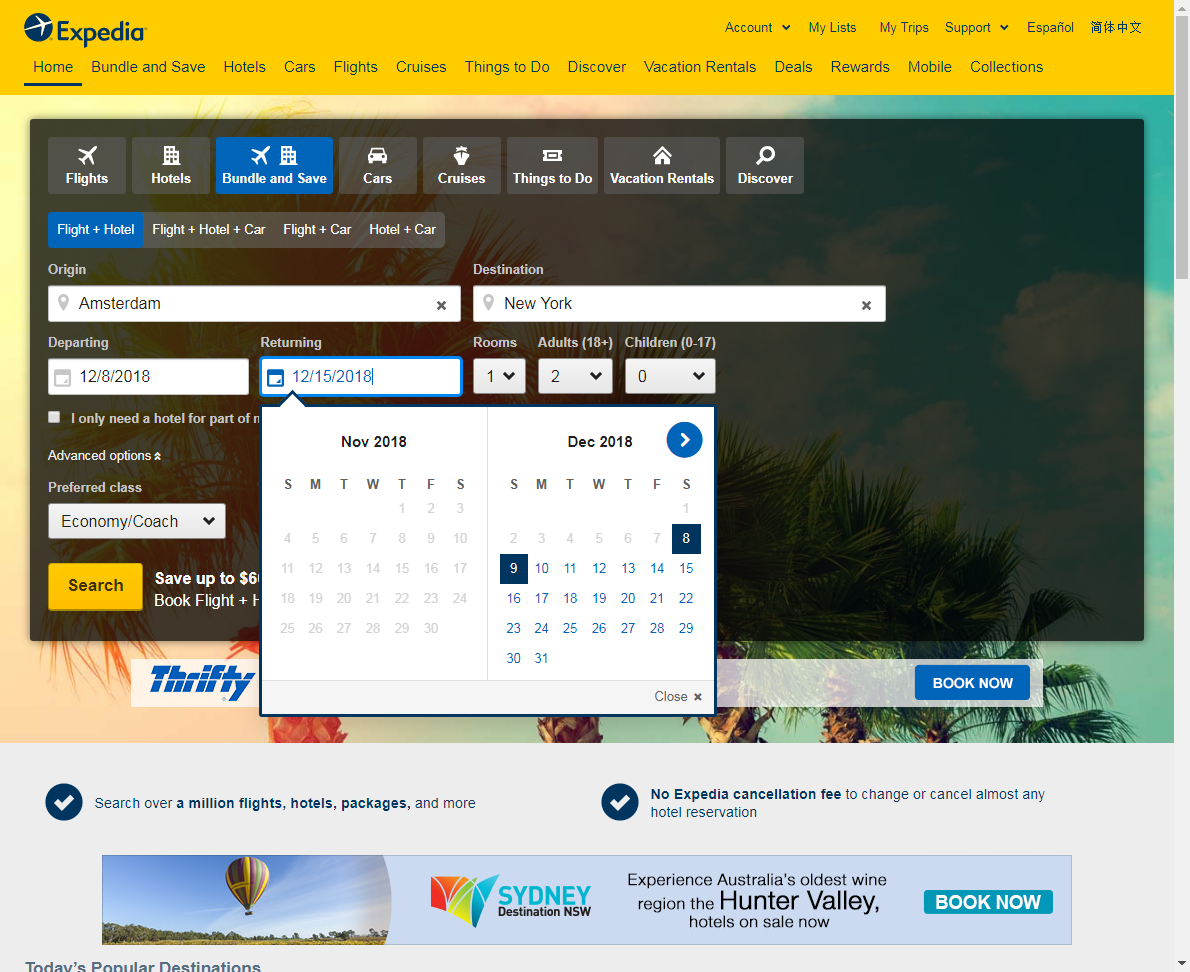 Expedia
Account My Lists My Trips Support Español 简体中文
Home Bundle and Save Hotels Cars Flights Cruises Things to Do Discover Vacation Rentals Deals Rewards Mobile Collections
Flights Hotels Bundle and Save Cars Cruises Things to Do Vacation Rentals Discover
Flight + Hotel Flight + Hotel + Car Flight + Car Hotel + Car
Origin Destination
Amsterdam New York
Departing Returning Rooms Adults (18+) Children (0-17)
12/8/2018 12/15/2018 1 2 0
I only need a hotel for part of
Advanced options
Preferred class
Economy/Coach
Search
Save up to $6
Book Flight + H
Nov 2018
S M T W T F S
1 2 3
4 5 6 7 8 9 10
11 12 13 14 15 16 17
18 19 20 21 22 23 24
25 26 27 28 29 30
Dec 2018
S M T W T F S
1
2 3 4 5 6 7 8
9 10 11 12 13 14 15
16 17 18 19 20 21 22
23 24 25 26 27 28 29
30 31
Close
Thrifty BOOK NOW
Search over a million flights, hotels, packages, and more
No Expedia cancellation fee to change or cancel almost any
hotel reservation
SYDNEY
Destination NSW
Experience Australia's oldest wine
region the Hunter Valley,
hotels on sale now
BOOK NOW
Today's Popular Destinations